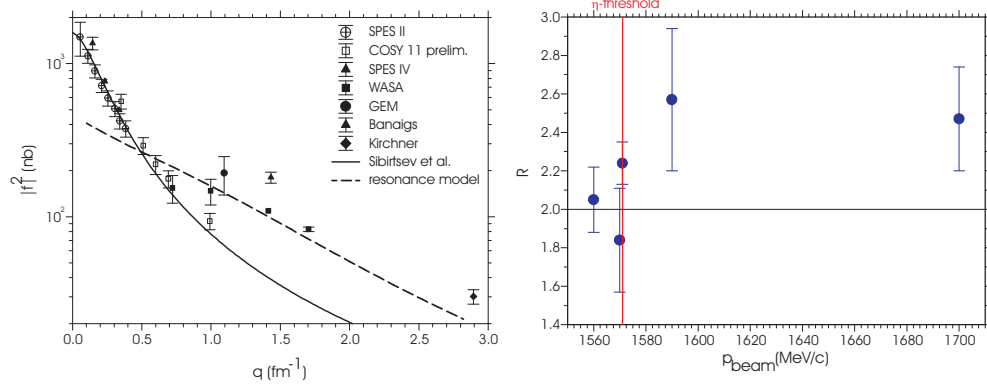 η-threshold
10³
10²
|f|² (nb)
SPES II
COSY 11 prelim.
SPES IV
WASA
GEM
Banaigs
Kirchner
Sibirtsev et al.
resonance model
0.0 0.5 1.0 1.5 2.0 2.5 3.0
q (fm⁻¹)
3.0
2.8
2.6
2.4
2.2
2.0
1.8
1.6
1.4
R
1560 1580 1600 1620 1640 1660 1680 1700
p_beam(MeV/c)